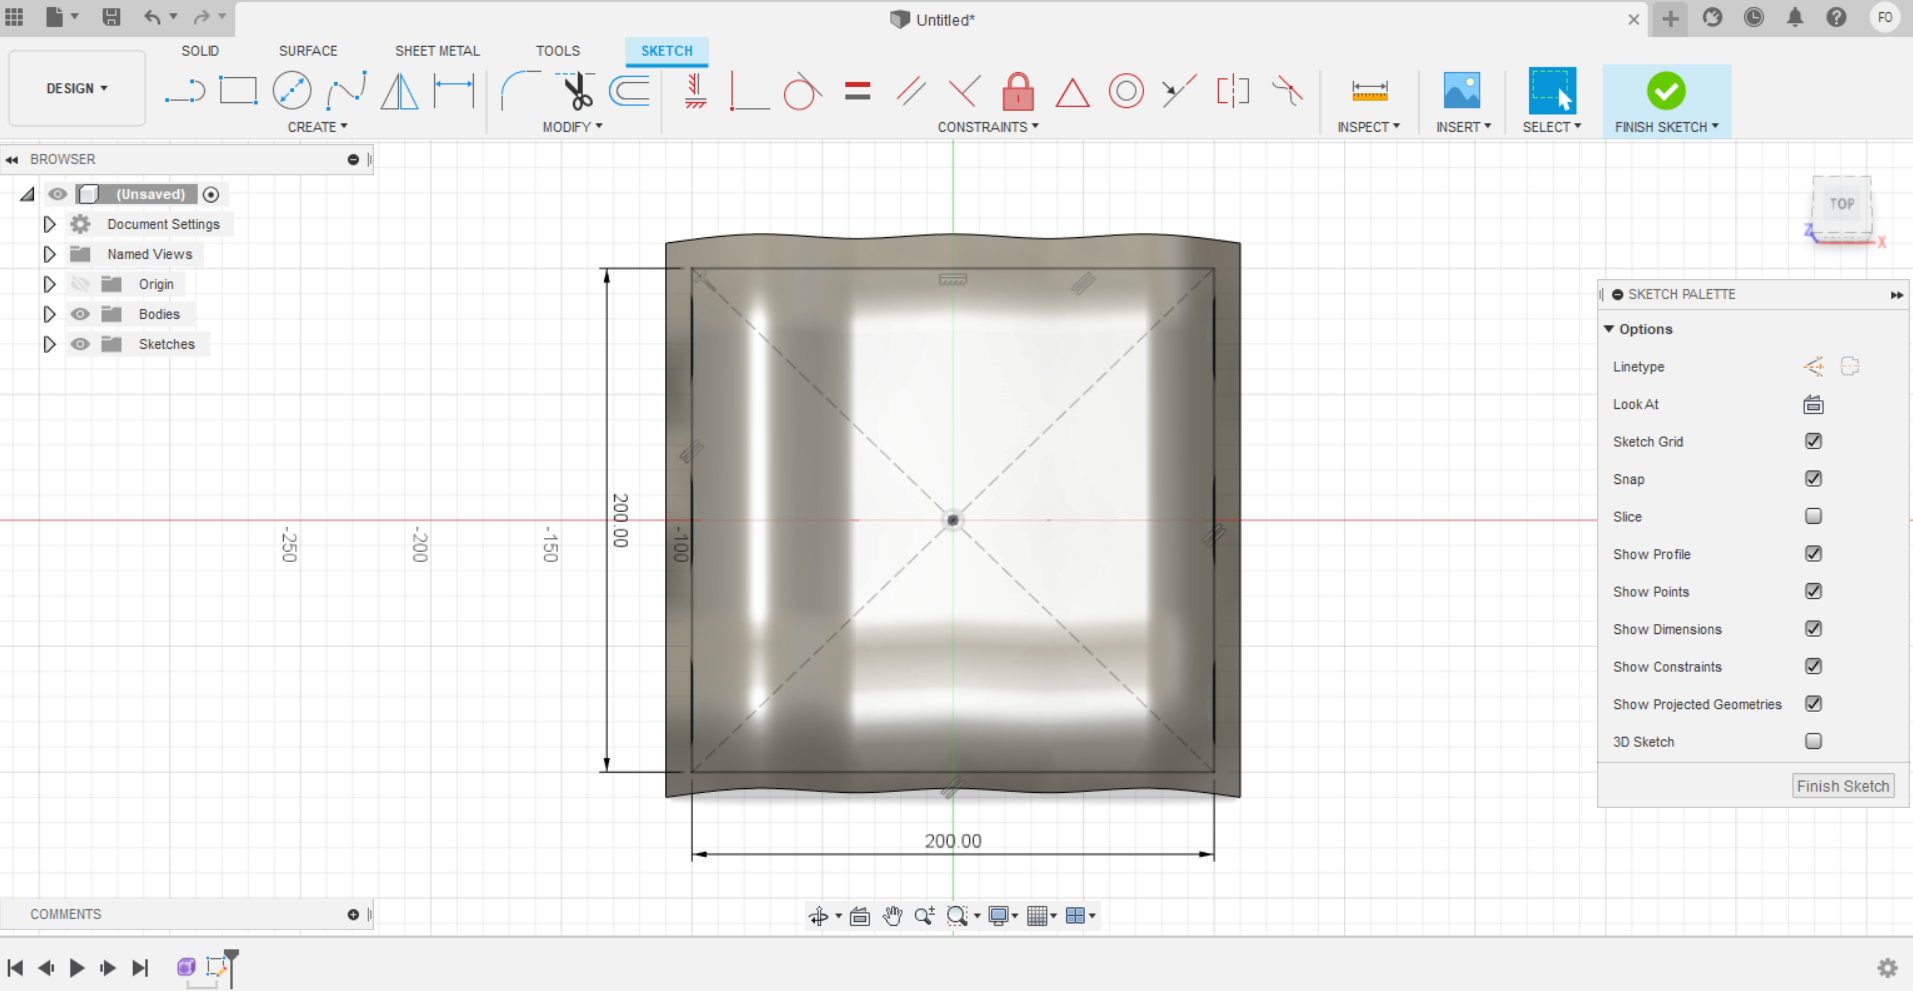 Untitled*
FO
SOLID
SURFACE
SHEET METAL
TOOLS
SKETCH
DESIGN
CREATE
MODIFY
CONSTRAINTS
INSPECT
INSERT
SELECT
FINISH SKETCH
BROWSER
(Unsaved)
Document Settings
Named Views
Origin
Bodies
Sketches
TOP
Z
X
-250
-200
-150
-100
200.00
200.00
SKETCH PALETTE
Options
Linetype
Look At
Sketch Grid
Snap
Slice
Show Profile
Show Points
Show Dimensions
Show Constraints
Show Projected Geometries
3D Sketch
Finish Sketch
COMMENTS